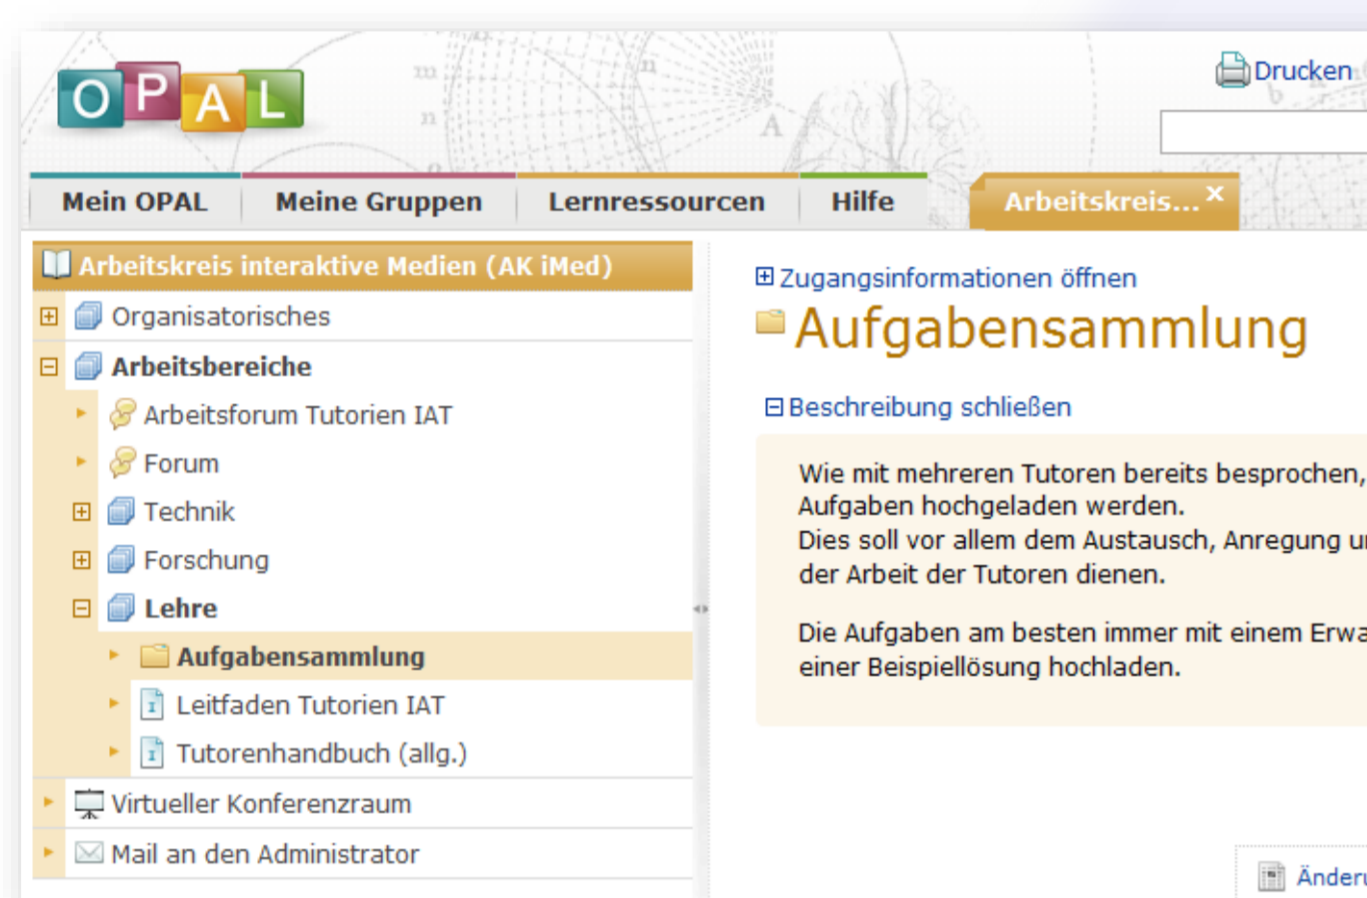 OPAL
Drucken
Mein OPAL
Meine Gruppen
Lernressourcen
Hilfe
Arbeitskreis...
Arbeitskreis interaktive Medien (AK iMed)
Organisatorisches
Arbeitsbereiche
Arbeitsforum Tutorien IAT
Forum
Technik
Forschung
Lehre
Aufgabensammlung
Leitfaden Tutorien IAT
Tutorenhandbuch (allg.)
Virtueller Konferenzraum
Mail an den Administrator
Zugangsinformationen öffnen
Aufgabensammlung
Beschreibung schließen
Wie mit mehreren Tutoren bereits besprochen,
Aufgaben hochgeladen werden.
Dies soll vor allem dem Austausch, Anregung
der Arbeit der Tutoren dienen.
Die Aufgaben am besten immer mit einem
einer Beispiellösung hochladen.